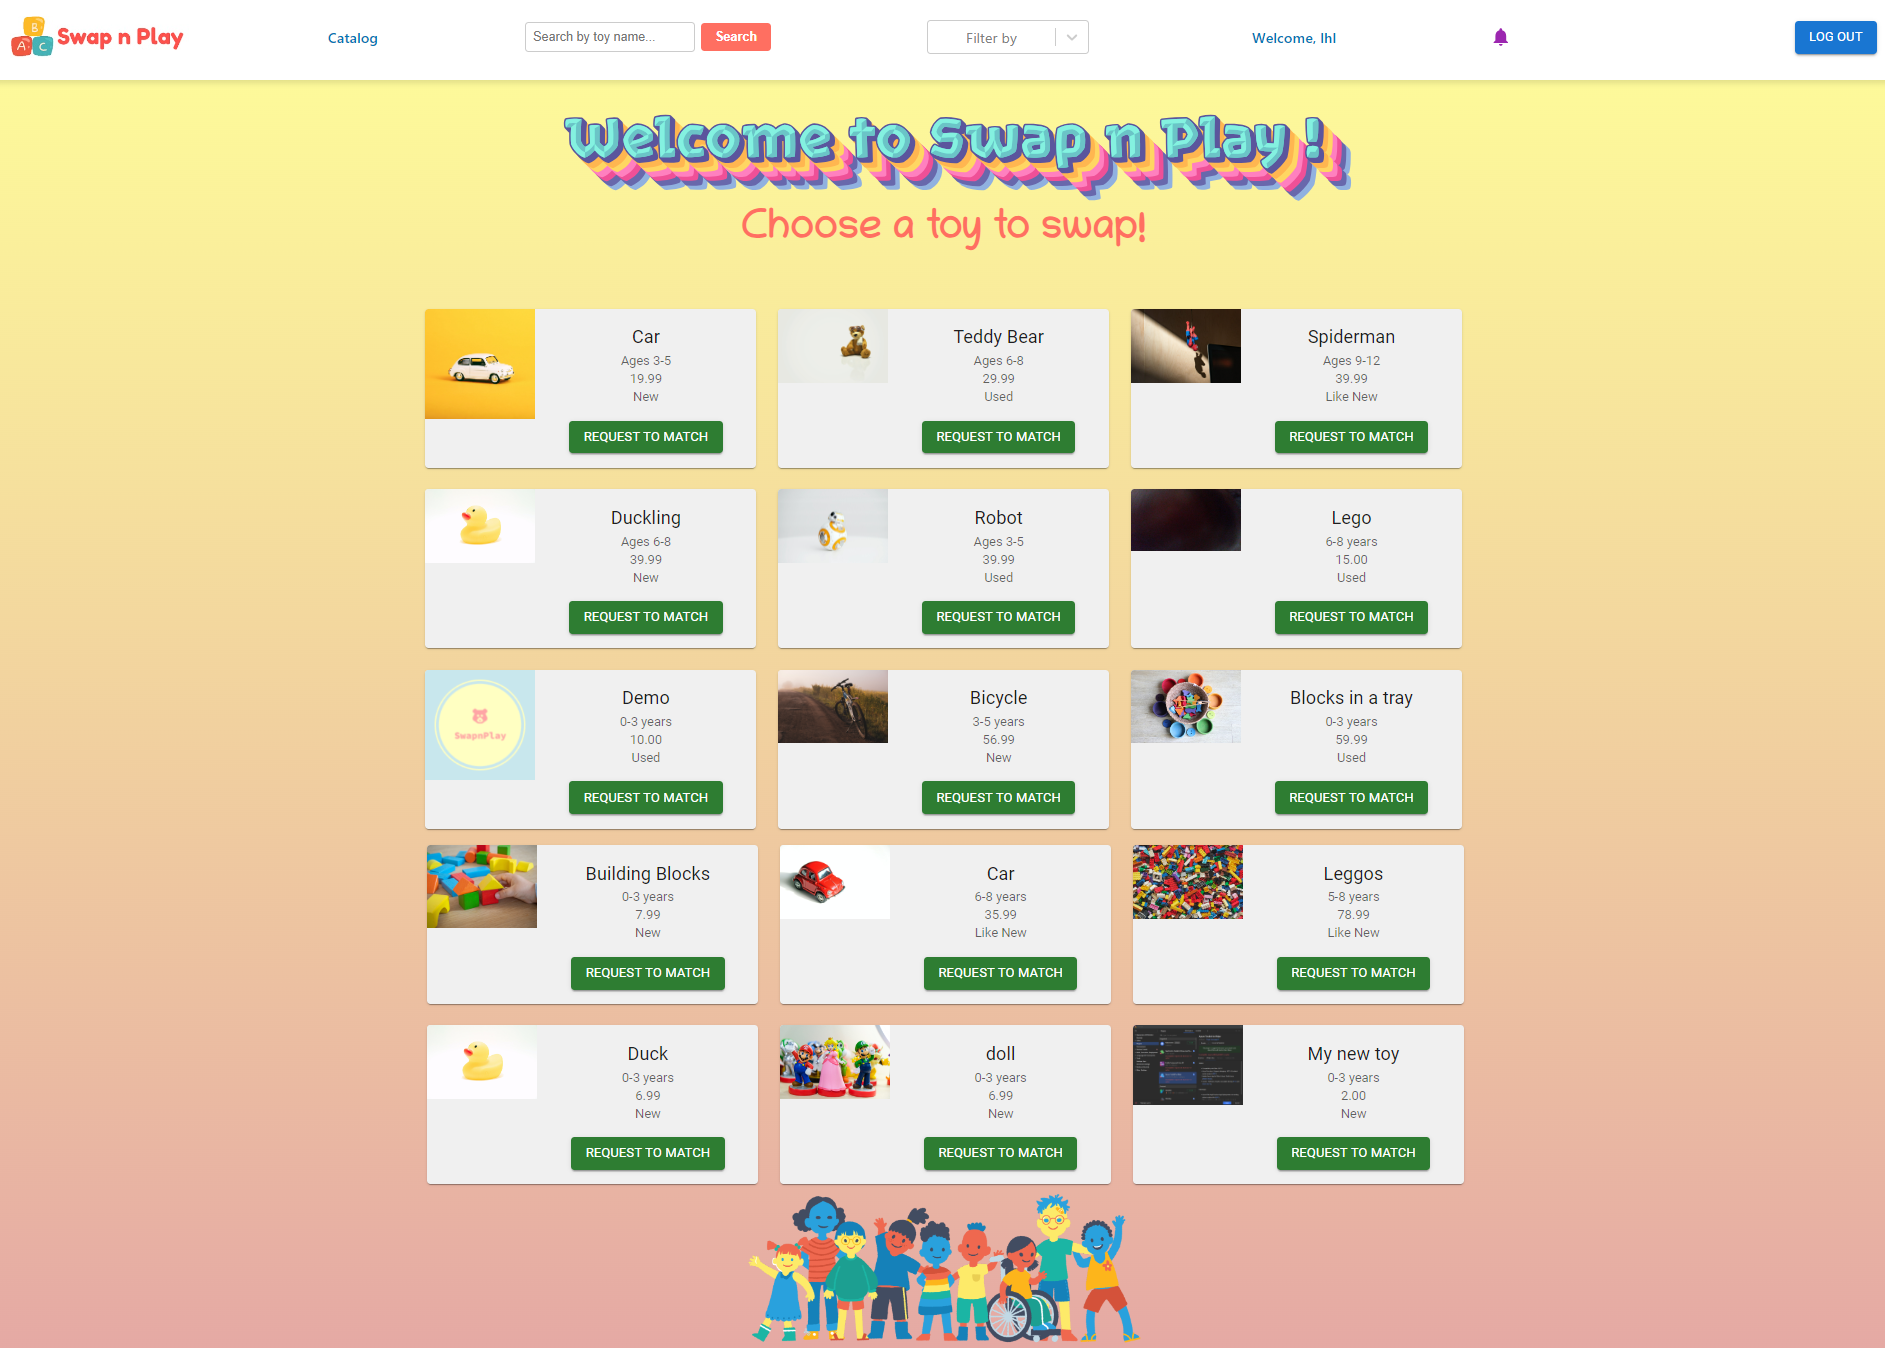 B
A C
Swap n Play
Catalog
Search by toy name...
Search
Filter by
Welcome, lhl
LOG OUT
Welcome to Swap n Play !
Choose a toy to swap!
Car
Ages 3-5
19.99
New
REQUEST TO MATCH
Teddy Bear
Ages 6-8
29.99
Used
REQUEST TO MATCH
Spiderman
Ages 9-12
39.99
Like New
REQUEST TO MATCH
Duckling
Ages 6-8
39.99
New
REQUEST TO MATCH
Robot
Ages 3-5
39.99
Used
REQUEST TO MATCH
Lego
6-8 years
15.00
Used
REQUEST TO MATCH
SwapnPlay
Demo
0-3 years
10.00
Used
REQUEST TO MATCH
Bicycle
3-5 years
56.99
New
REQUEST TO MATCH
Blocks in a tray
0-3 years
59.99
Used
REQUEST TO MATCH
Building Blocks
0-3 years
7.99
New
REQUEST TO MATCH
Car
6-8 years
35.99
Like New
REQUEST TO MATCH
Leggos
5-8 years
78.99
Like New
REQUEST TO MATCH
Duck
0-3 years
6.99
New
REQUEST TO MATCH
doll
0-3 years
6.99
New
REQUEST TO MATCH
My new toy
0-3 years
2.00
New
REQUEST TO MATCH